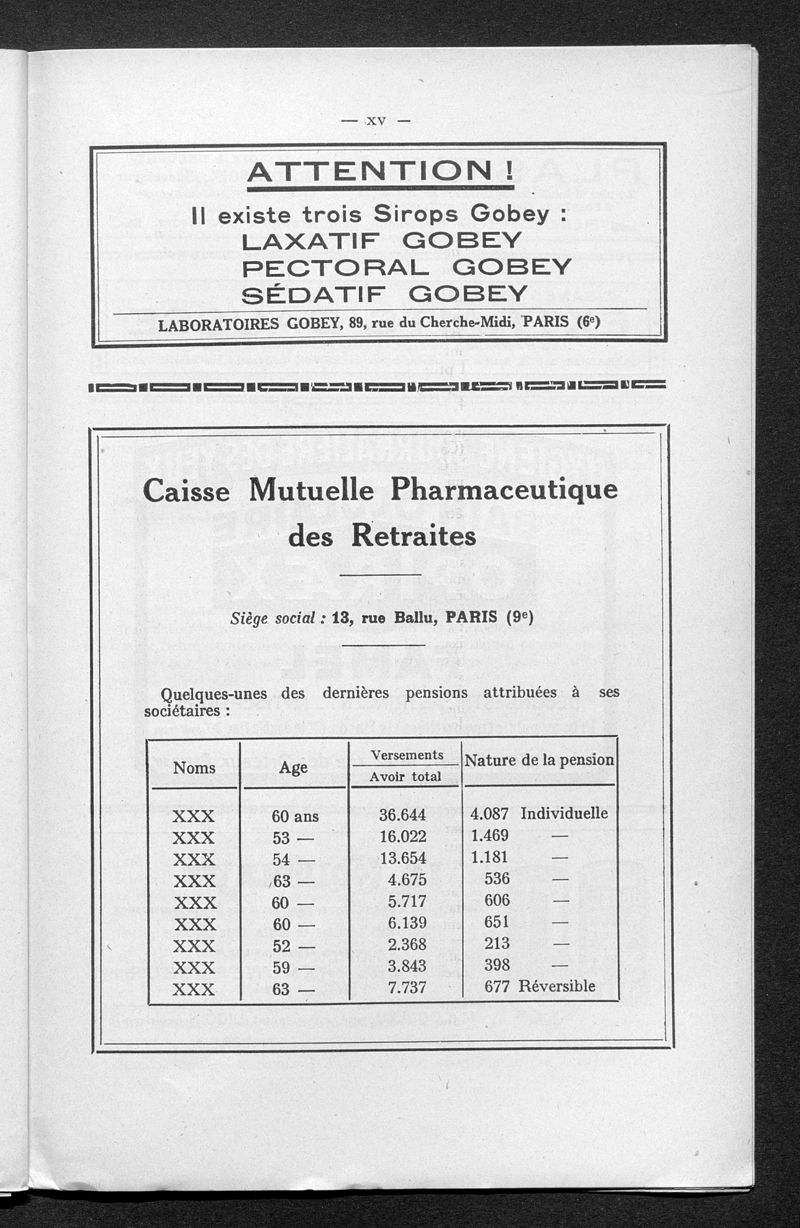 — XV —
ATTENTION !
Il existe trois Sirops Gobey :
LAXATIF GOBEY
PECTORAL GOBEY
SÉDATIF GOBEY
LABORATOIRES GOBEY, 89, rue du Cherche-Midi, PARIS (6e)
Caisse Mutuelle Pharmaceutique
des Retraites
Siège social : 13, rue Ballu, PARIS (9e)
Quelques-unes des dernières pensions attribuées à ses
sociétaires :
Noms Age Versements Nature de la pension
Avoir total
XXX 60 ans 36.644 4.087 Individuelle
XXX 53 — 16.022 1.469 —
XXX 54 — 13.654 1.181 —
XXX 63 — 4.675 536 —
XXX 60 — 5.717 606 —
XXX 60 — 6.139 651 —
XXX 52 — 2.368 213 —
XXX 59 — 3.843 398 —
XXX 63 — 7.737 677 Réversible